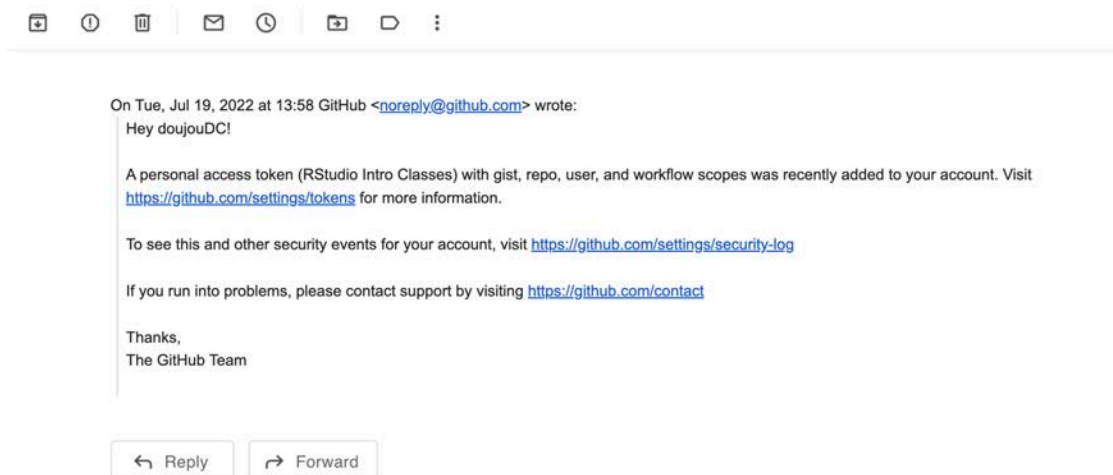 On Tue, Jul 19, 2022 at 13:58 GitHub <noreply@github.com> wrote:
Hey doujouDC!
A personal access token (RStudio Intro Classes) with gist, repo, user, and workflow scopes was recently added to your account. Visit
https://github.com/settings/tokens for more information.
To see this and other security events for your account, visit https://github.com/settings/security-log
If you run into problems, please contact support by visiting https://github.com/contact
Thanks,
The GitHub Team
Reply Forward